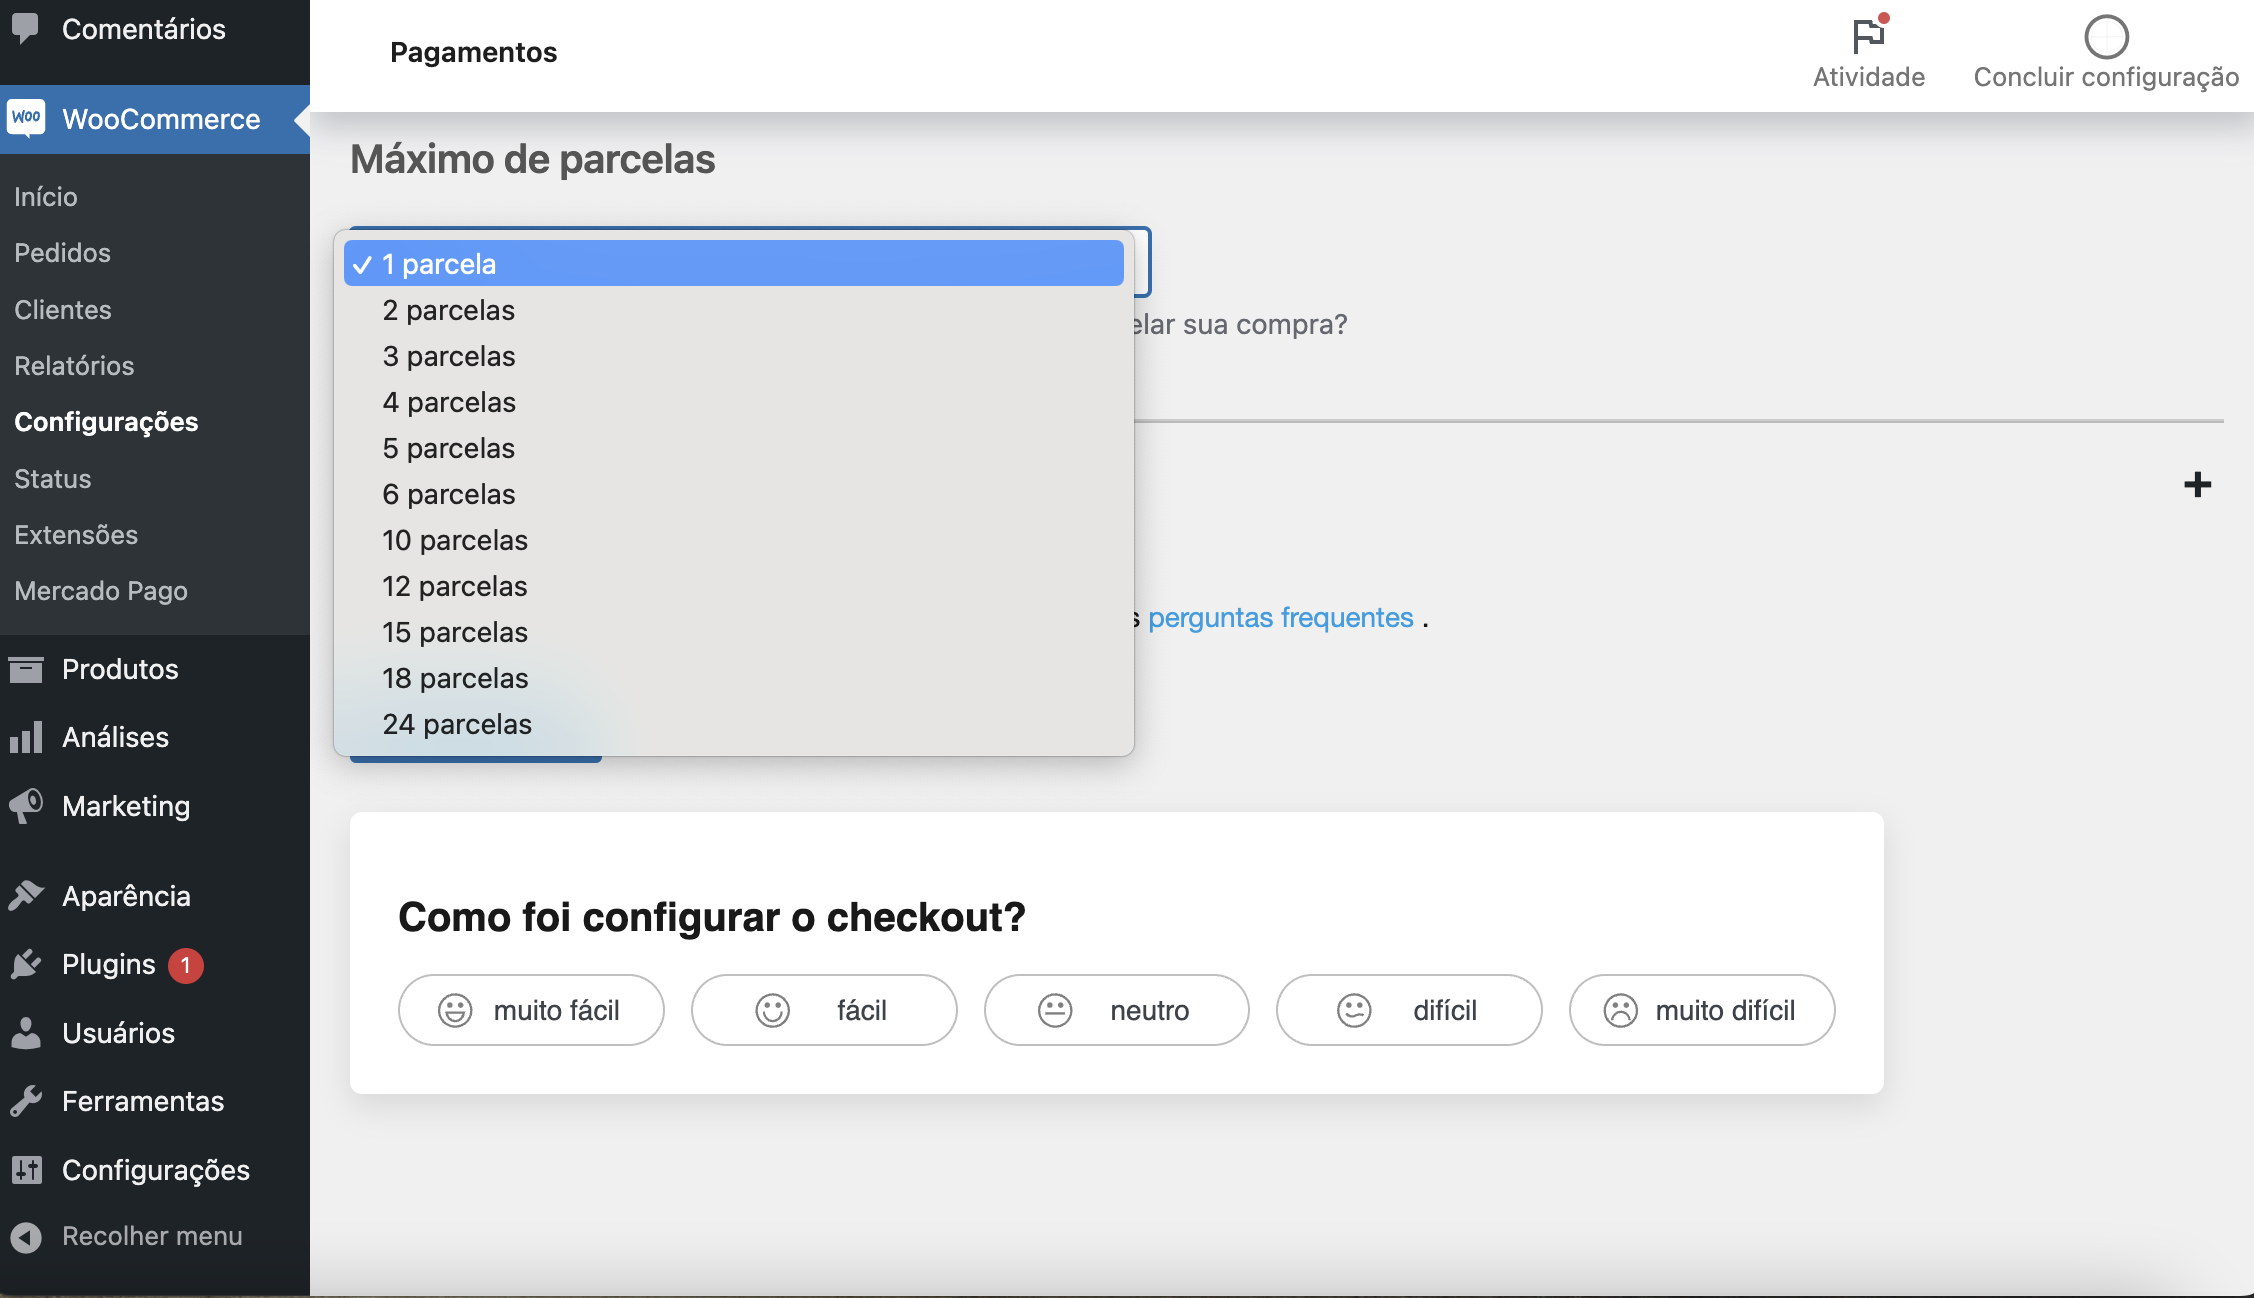 Comentários
Woo WooCommerce
Início
Pedidos
Clientes
Relatórios
Configurações
Status
Extensões
Mercado Pago
Produtos
Análises
Marketing
Aparência
Plugins 1
Usuários
Ferramentas
Configurações
Recolher menu
Pagamentos
Atividade
Concluir configuração
Máximo de parcelas
✓ 1 parcela
2 parcelas
3 parcelas
4 parcelas
5 parcelas
6 parcelas
10 parcelas
12 parcelas
15 parcelas
18 parcelas
24 parcelas
sua compra?
perguntas frequentes .
Como foi configurar o checkout?
muito fácil
fácil
neutro
difícil
muito difícil